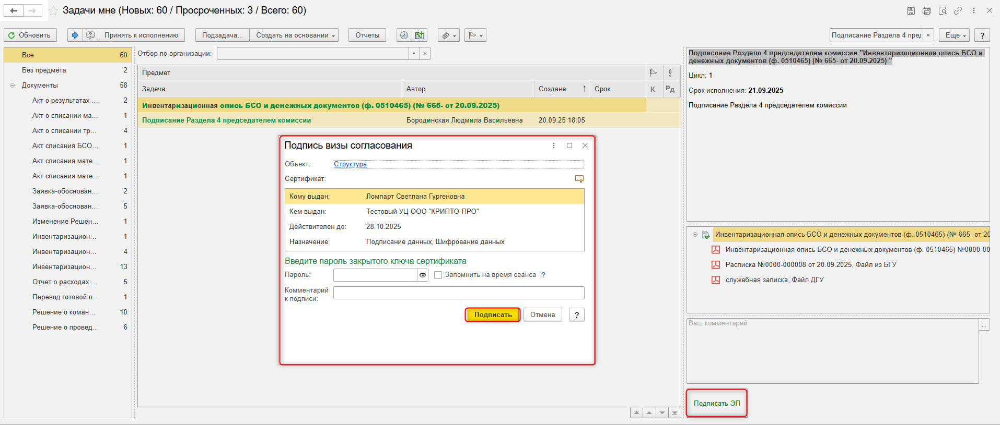 Задачи мне (Новых: 60 / Просроченных: 3 / Всего: 60)
Обновить
Принять к исполнению
Подзадача...
Создать на основании
Отчеты
Подписание Раздела 4 пред
×
Еще
?
Все 60
Без предмета 2
Документы 58
Акт о результатах ... 2
Акт о списании ма... 1
Акт о списании тр... 4
Акт списания БСО... 1
Акт списания мате... 1
Акт списания мате... 1
Заявка-обоснован... 2
Заявка-обоснован... 5
Изменение Решен... 1
Инвентаризацион... 1
Инвентаризацион... 4
Инвентаризацион... 13
Отчет о расходах ... 5
Перевод готовой п... 1
Решение о коман... 10
Решение о провед... 6
Отбор по организации:
×
Предмет
Задача Автор Создана ↑ Срок К Рд
Инвентаризационная опись БСО и денежных документов (ф. 0510465) (№ 665- от 20.09.2025)
Подписание Раздела 4 председателем комиссии Бородинская Людмила Васильевна 20.09.25 18:05
Подпись визы согласования
Объект: Структура
Сертификат:
Кому выдан: Ломпарт Светлана Гургеновна
Кем выдан: Тестовый УЦ ООО "КРИПТО-ПРО"
Действителен до: 28.10.2025
Назначение: Подписание данных, Шифрование данных
Введите пароль закрытого ключа сертификата
Пароль: Запомнить на время сеанса ?
Комментарий
к подписи:
Подписать Отмена ?
Подписание Раздела 4 председателем комиссии "Инвентаризационная опись БСО и
денежных документов (ф. 0510465) (№ 665- от 20.09.2025) "
Цикл: 1
Срок исполнения: 21.09.2025
Подписание Раздела 4 председателем комиссии
Инвентаризационная опись БСО и денежных документов (ф. 0510465) (№ 665- от 20
Инвентаризационная опись БСО и денежных документов (ф. 0510465) №0000-00
Расписка №0000-000008 от 20.09.2025, Файл из БГУ
служебная записка, Файл ДГУ
Ваш комментарий
...
Подписать ЭП